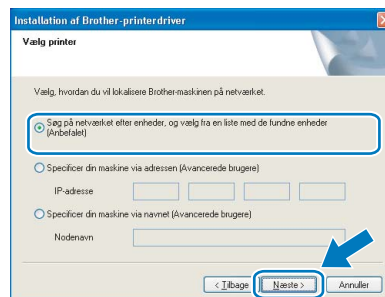 Installation af Brother-printerdriver
Vælg printer
Vælg, hvordan du vil lokalisere Brother-maskinen på netværket.
Søg på netværket efter enheder, og vælg fra en liste med de fundne enheder
(Anbefalet)
Specificer din maskine via adressen (Avancerede brugere)
IP-adresse
Specificer din maskine via navnet (Avancerede brugere)
Nodenavn
< Tilbage Næste > Annuller